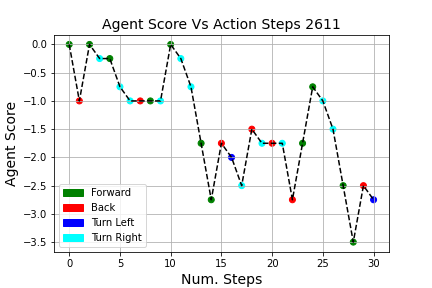 Agent Score Vs Action Steps 2611
0.0
−0.5
−1.0
−1.5
−2.0
−2.5
−3.0
−3.5
Agent Score
Forward
Back
Turn Left
Turn Right
0 5 10 15 20 25 30
Num. Steps